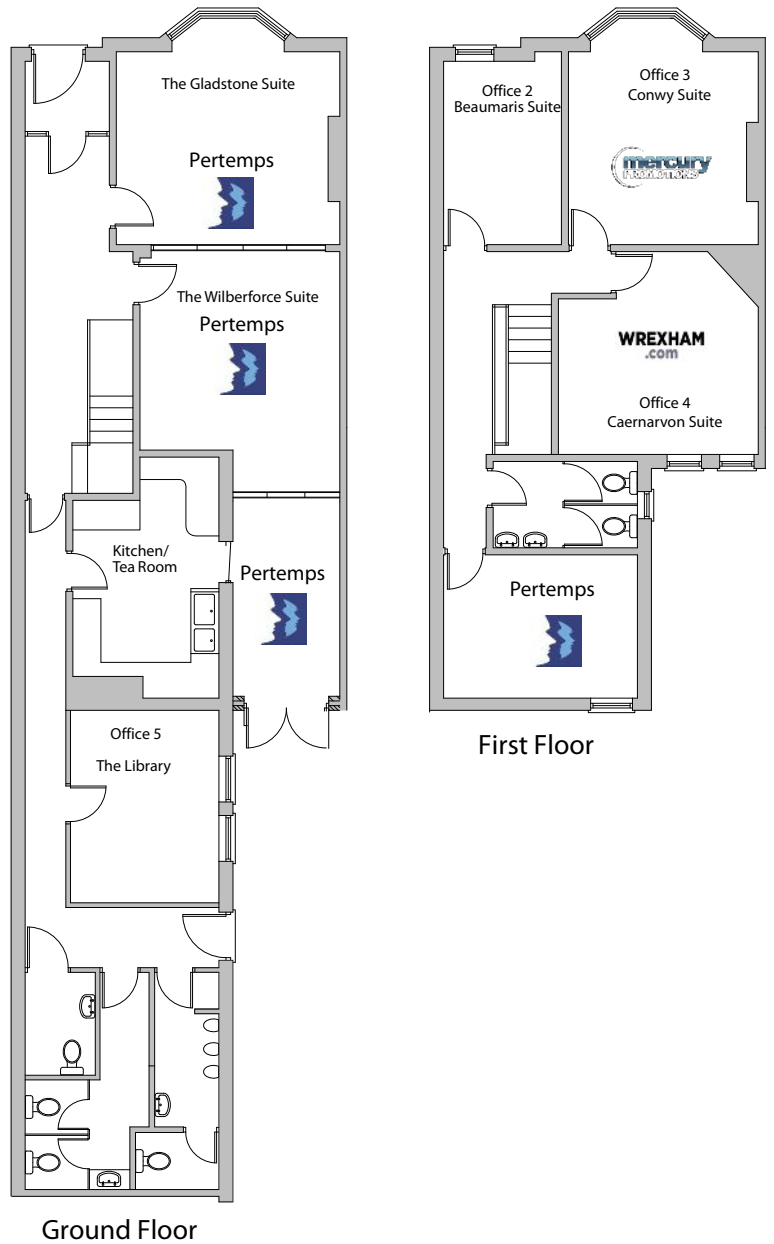 The Gladstone Suite
Pertemps
The Wilberforce Suite
Pertemps
Kitchen/
Tea Room
Pertemps
Office 5
The Library
Ground Floor
Office 2
Beaumaris Suite
Office 3
Conwy Suite
mercury
PROMOTIONS
WREXHAM
.com
Office 4
Caernarvon Suite
Pertemps
First Floor